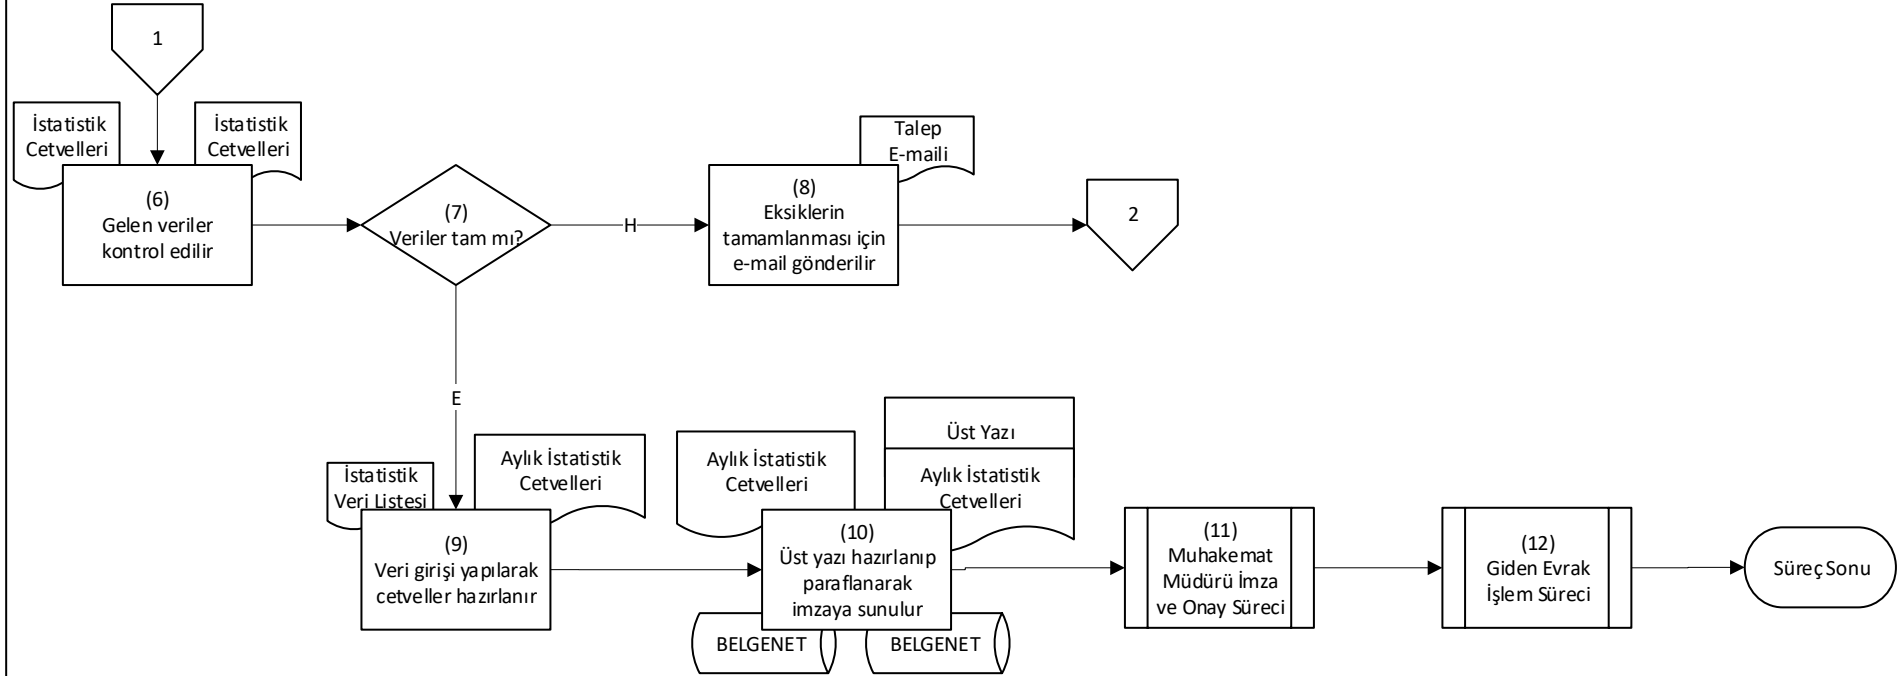 1
İstatistik
Cetvelleri
İstatistik
Cetvelleri
(6)
Gelen veriler
kontrol edilir
(7)
Veriler tam mı?
H
Talep
E-maili
(8)
Eksiklerin
tamamlanması için
e-mail gönderilir
2
E
İstatistik
Veri Listesi
Aylık İstatistik
Cetvelleri
(9)
Veri girişi yapılarak
cetveller hazırlanır
Aylık İstatistik
Cetvelleri
Üst Yazı
Aylık İstatistik
Cetvelleri
(10)
Üst yazı hazırlanıp
paraflanarak
imzaya sunulur
BELGENET
BELGENET
(11)
Muhakemat
Müdürü İmza
ve Onay Süreci
(12)
Giden Evrak
İşlem Süreci
Süreç Sonu